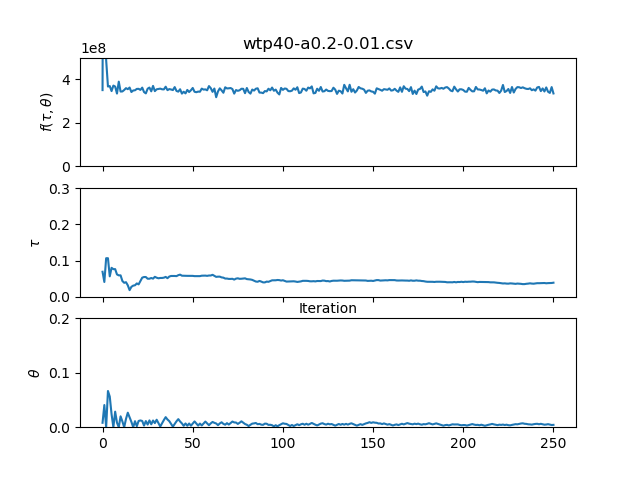 wtp40-a0.2-0.01.csv
1e8
4
2
0
f(τ, θ)
0.3
0.2
0.1
0.0
τ
Iteration
0.2
0.1
0.0
θ
0 50 100 150 200 250